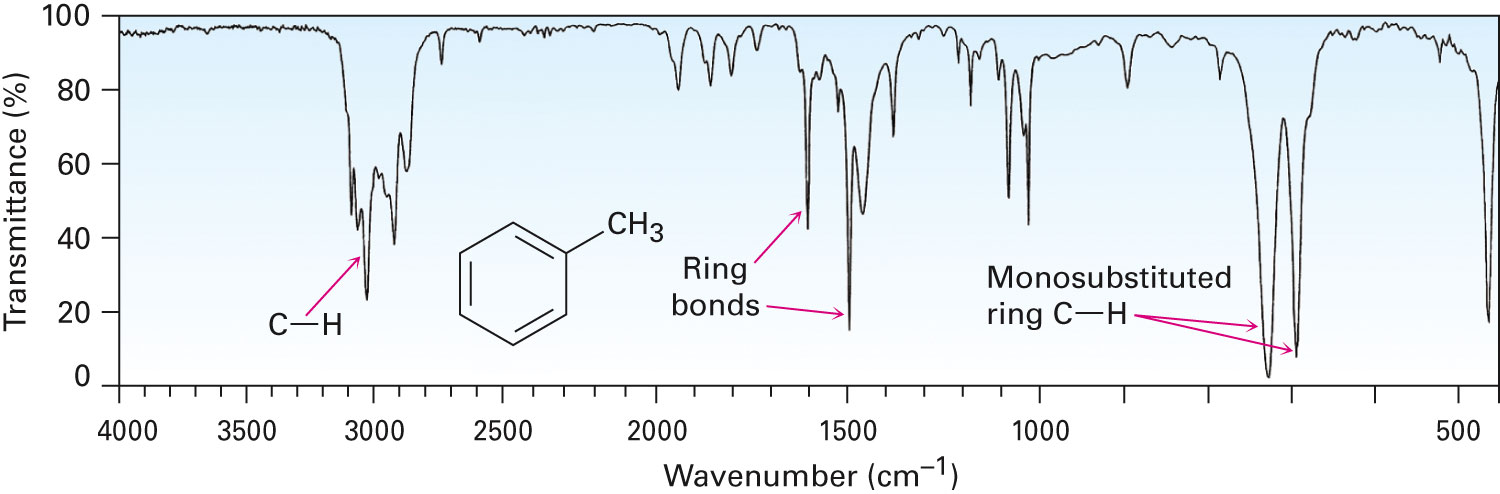 100
80
60
40
20
0
Transmittance (%)
CH₃
C—H
Ring
bonds
Monosubstituted
ring C—H
4000 3500 3000 2500 2000 1500 1000 500
Wavenumber (cm⁻¹)